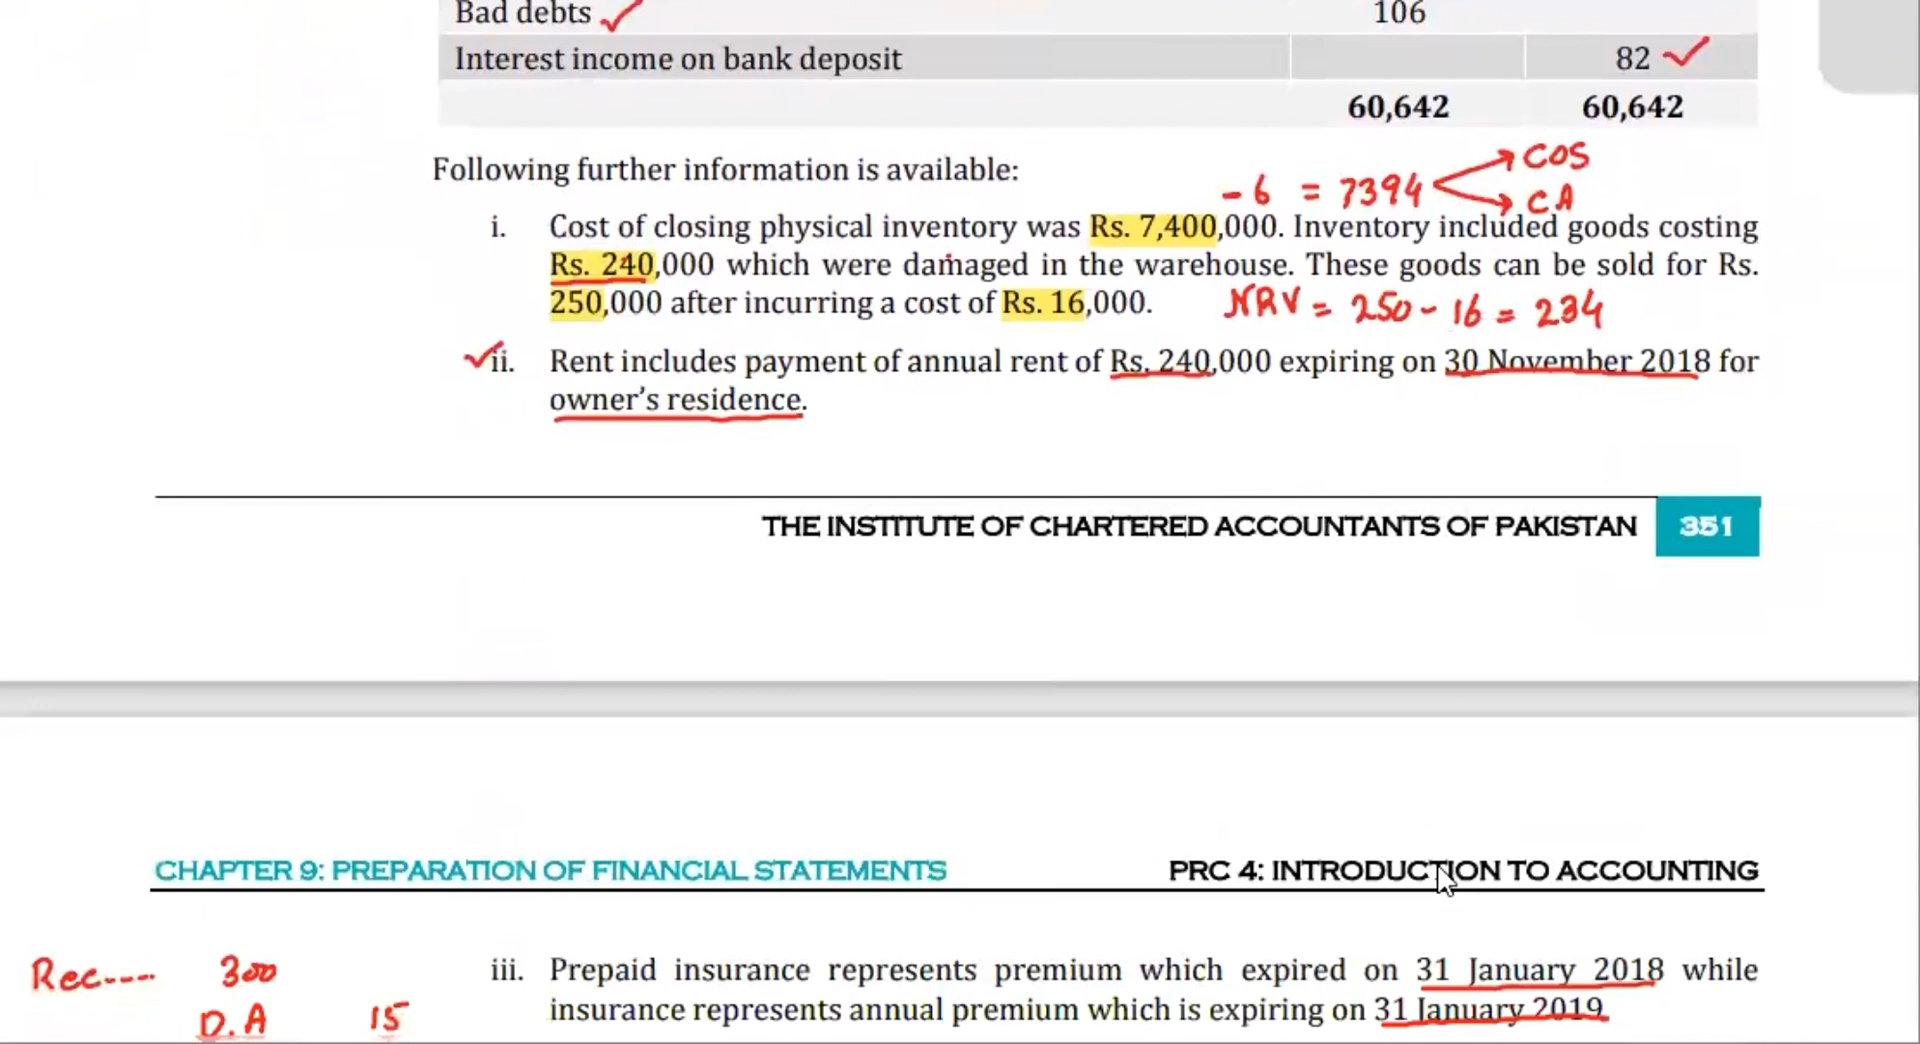 Bad debts 106
Interest income on bank deposit 82
60,642 60,642
Following further information is available:
- 6 = 7394 COS
CA
i. Cost of closing physical inventory was Rs. 7,400,000. Inventory included goods costing
Rs. 240,000 which were damaged in the warehouse. These goods can be sold for Rs.
250,000 after incurring a cost of Rs. 16,000. NRV = 250 - 16 = 234
ii. Rent includes payment of annual rent of Rs. 240,000 expiring on 30 November 2018 for
owner's residence.
THE INSTITUTE OF CHARTERED ACCOUNTANTS OF PAKISTAN 351
CHAPTER 9: PREPARATION OF FINANCIAL STATEMENTS PRC 4: INTRODUCTION TO ACCOUNTING
Rec---- 300 iii. Prepaid insurance represents premium which expired on 31 January 2018 while
D.A 15 insurance represents annual premium which is expiring on 31 January 2019.